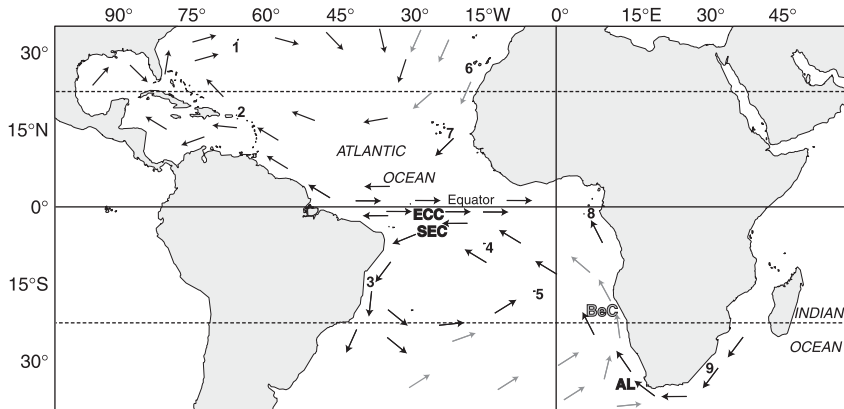 90° 75° 60° 45° 30° 15°W 0° 15°E 30° 45°
30°
1
6
2
15°N
7
ATLANTIC
OCEAN
Equator
0°
ECC
8
SEC
4
15°S
3
5
BeC
INDIAN
OCEAN
30°
9
AL